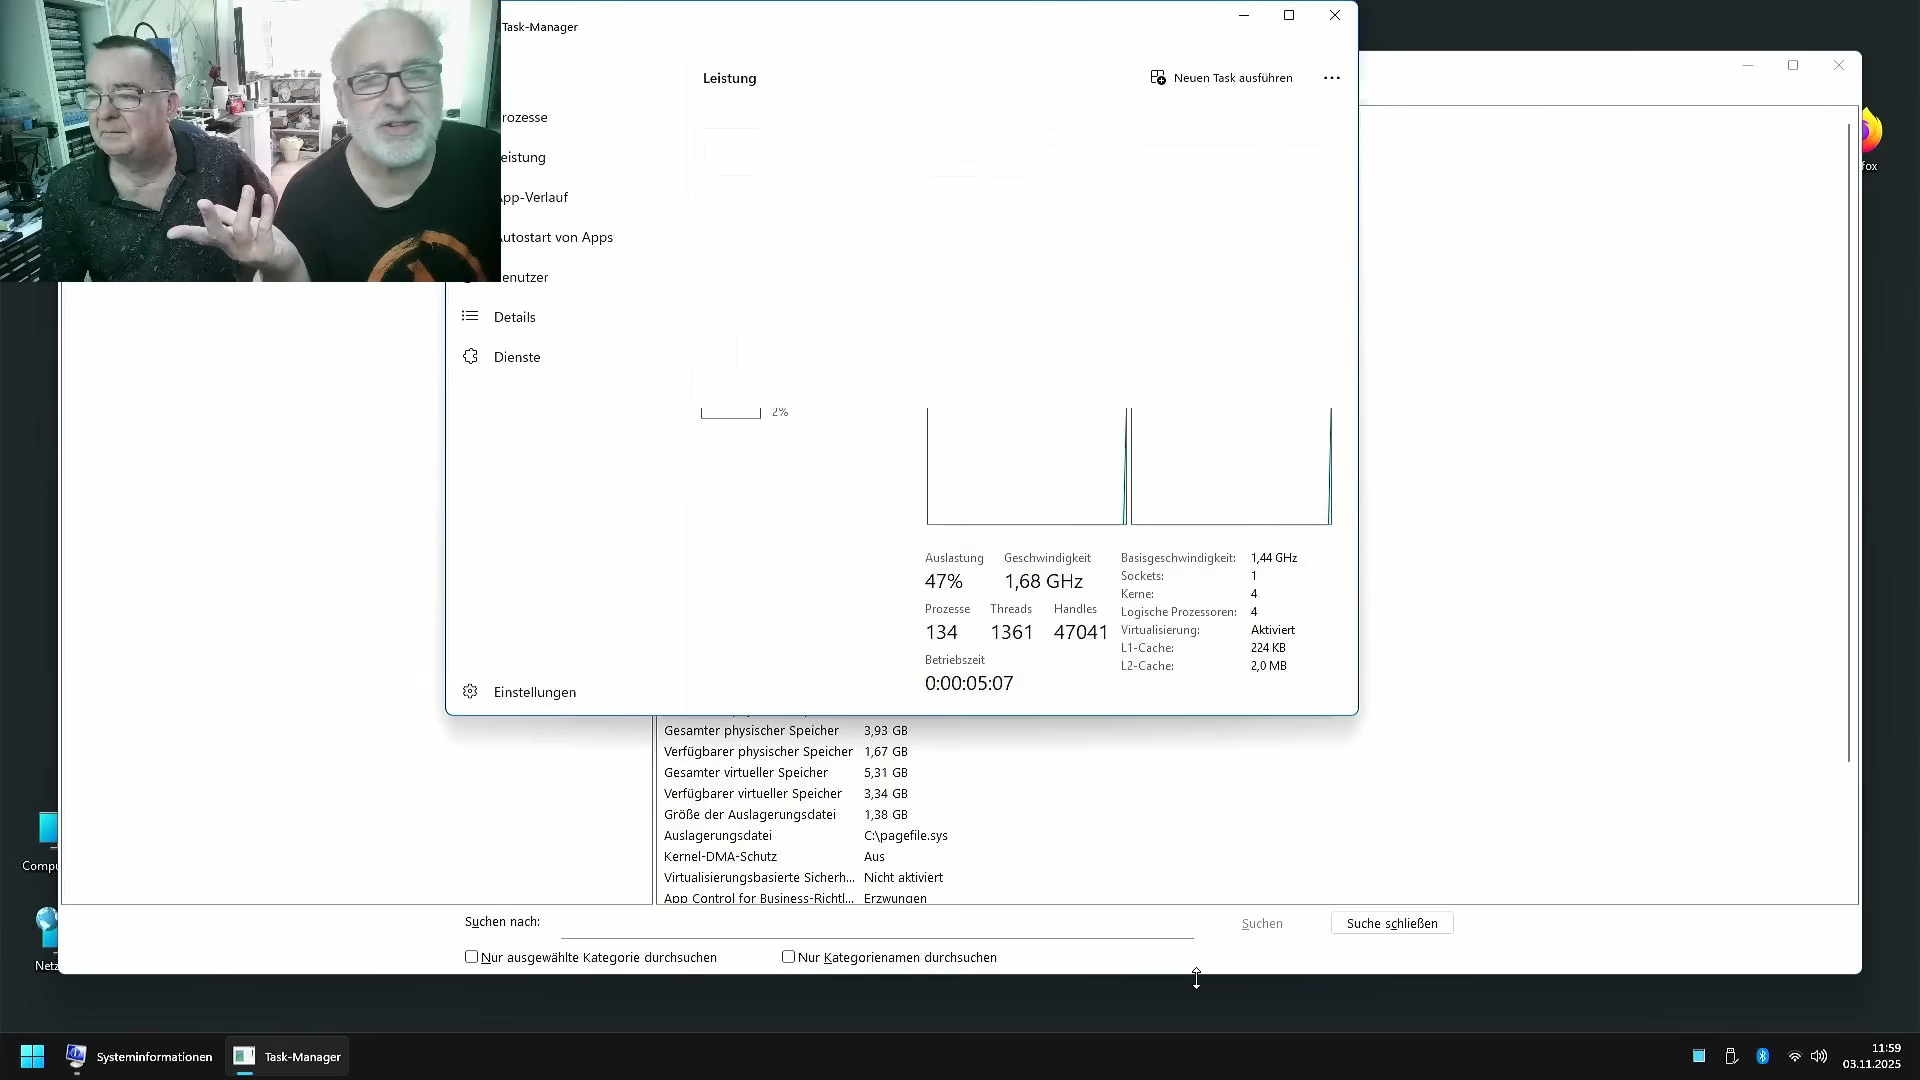 Task-Manager
Leistung
Neuen Task ausführen
rozesse
eistung
pp-Verlauf
utostart von Apps
enutzer
Details
Dienste
2%
Auslastung Geschwindigkeit
47% 1,68 GHz
Prozesse Threads Handles
134 1361 47041
Betriebszeit
0:00:05:07
Basisgeschwindigkeit: 1,44 GHz
Sockets: 1
Kerne: 4
Logische Prozessoren: 4
Virtualisierung: Aktiviert
L1-Cache: 224 KB
L2-Cache: 2,0 MB
Einstellungen
Gesamter physischer Speicher 3,93 GB
Verfügbarer physischer Speicher 1,67 GB
Gesamter virtueller Speicher 5,31 GB
Verfügbarer virtueller Speicher 3,34 GB
Größe der Auslagerungsdatei 1,38 GB
Auslagerungsdatei C:\pagefile.sys
Kernel-DMA-Schutz Aus
Virtualisierungsbasierte Sicherh... Nicht aktiviert
App Control for Business-Richtl... Erzwungen
Suchen nach:
Suchen
Suche schließen
Nur ausgewählte Kategorie durchsuchen
Nur Kategorienamen durchsuchen
fox
Compu
Netz
Systeminformationen
Task-Manager
11:59
03.11.2025